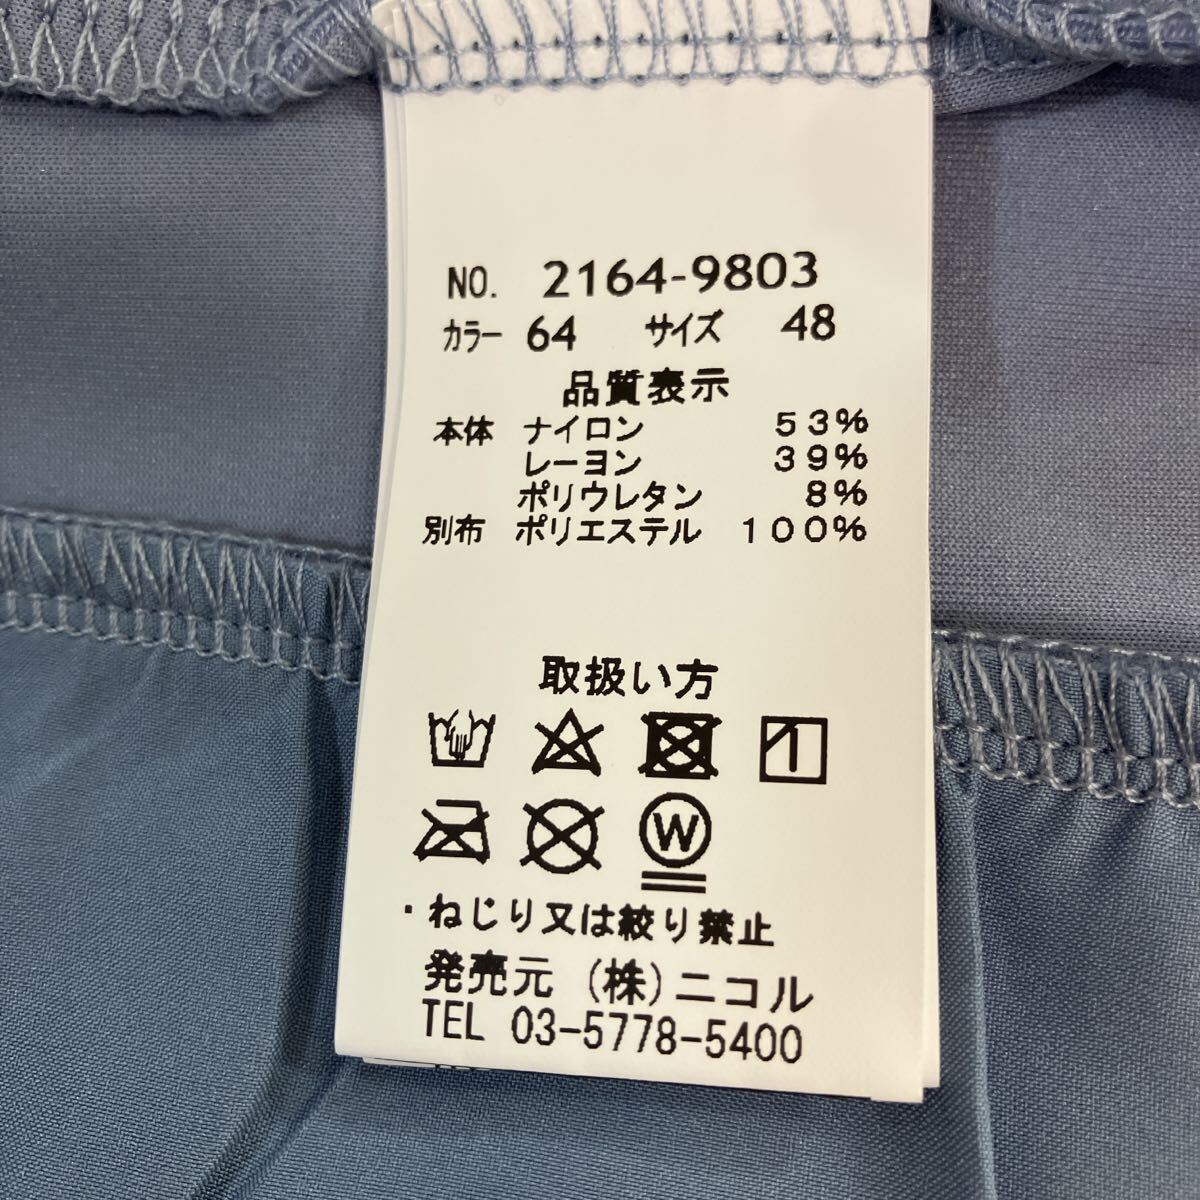 NO. 2164-9803
カラー 64 サイズ 48
品質表示
本体 ナイロン 53%
レーヨン 39%
ポリウレタン 8%
別布 ポリエステル 100%
取扱い方
1
W
・ねじり又は絞り禁止
発売元 (株)ニコル
TEL 03-5778-5400